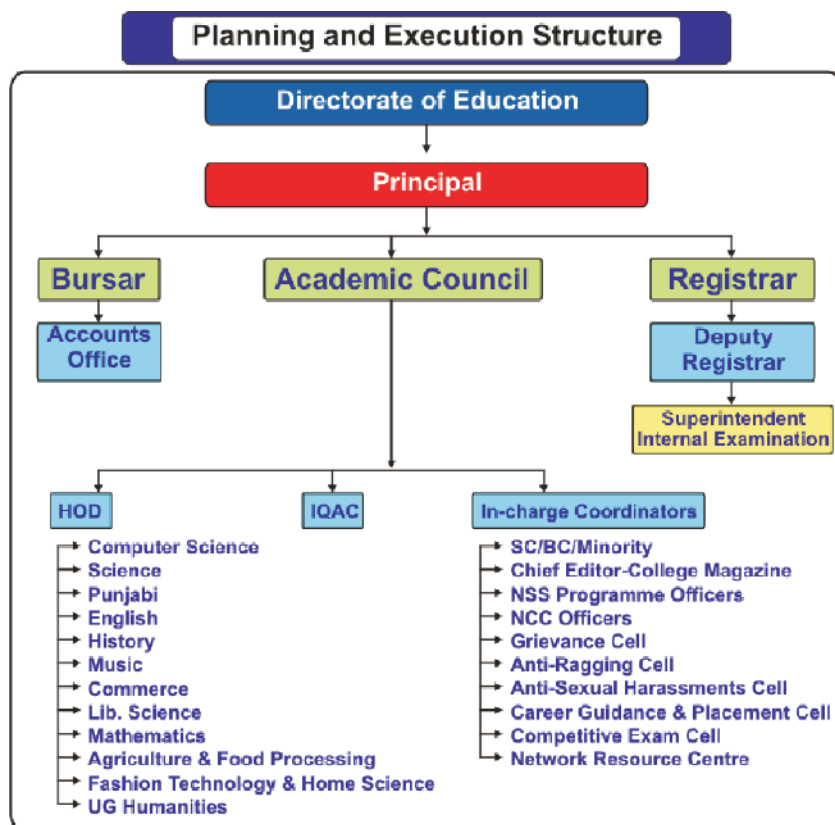 Planning and Execution Structure
Directorate of Education
Principal
Bursar
Academic Council
Registrar
Accounts
Office
Deputy
Registrar
Superintendent
Internal Examination
HOD
IQAC
In-charge Coordinators
Computer Science
Science
Punjabi
English
History
Music
Commerce
Lib. Science
Mathematics
Agriculture & Food Processing
Fashion Technology & Home Science
UG Humanities
SC/BC/Minority
Chief Editor-College Magazine
NSS Programme Officers
NCC Officers
Grievance Cell
Anti-Ragging Cell
Anti-Sexual Harassments Cell
Career Guidance & Placement Cell
Competitive Exam Cell
Network Resource Centre